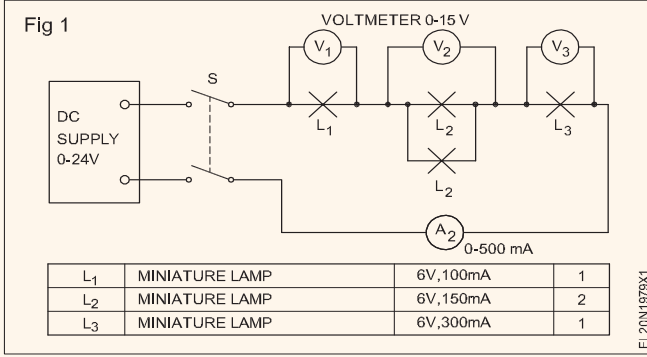 Fig 1
VOLTMETER 0-15 V
V1
V2
V3
S
DC
SUPPLY
0-24V
L1
L2
L3
L2
A2
0-500 mA
L1 MINIATURE LAMP 6V,100mA 1
L2 MINIATURE LAMP 6V,150mA 2
L3 MINIATURE LAMP 6V,300mA 1
EL20N1979X1